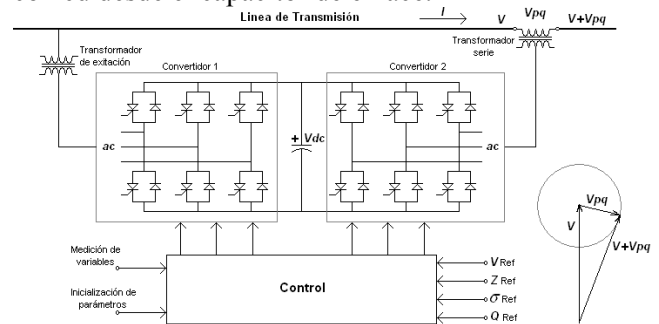 Linea de Transmisión
I
V
Vpq
V+Vpq
Transformador
de exitación
Convertidor 1
Convertidor 2
Transformador
serie
ac
+ Vdc
ac
Vpq
V
V+Vpq
Medición de
variables
Inicialización de
parámetros
Control
V Ref
Z Ref
σ Ref
Q Ref